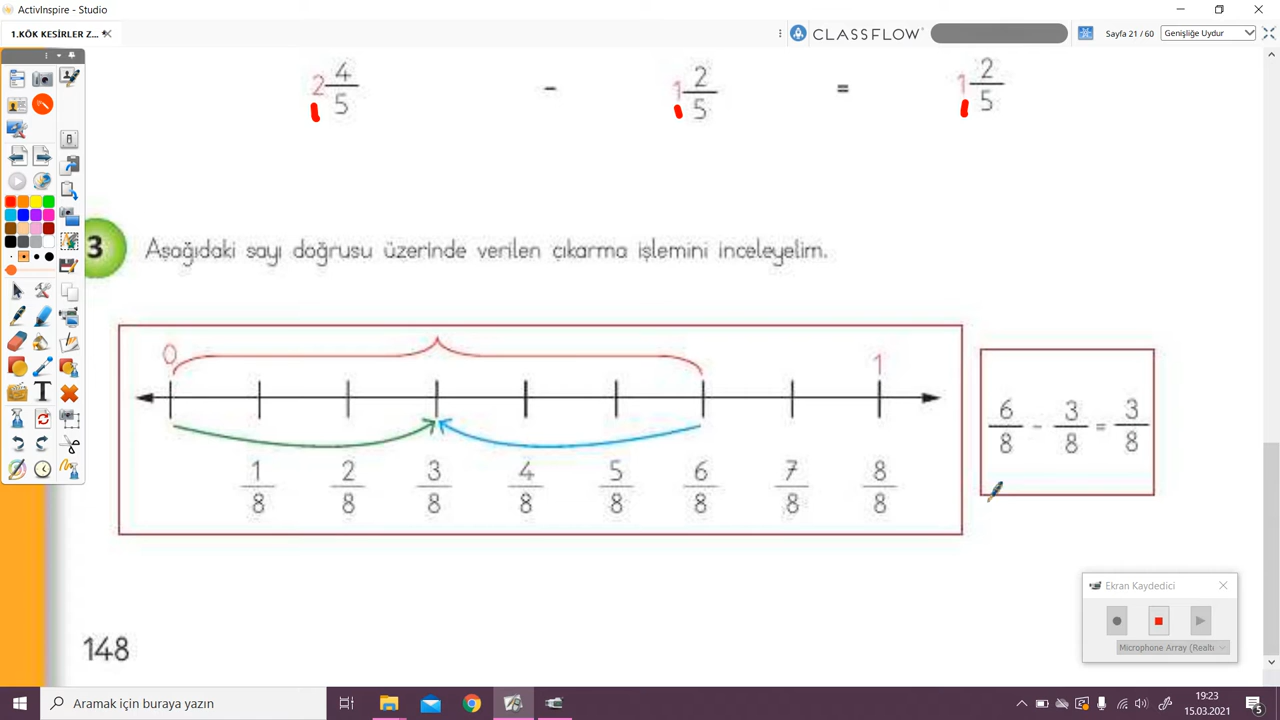 ActivInspire - Studio
1.KÖK KESİRLER Z...
CLASSFLOW
Sayfa 21 / 60
Genişliğe Uydur
2 4/5 - 1 2/5 = 1 2/5
3 Aşağıdaki sayı doğrusu üzerinde verilen çıkarma işlemini inceleyelim.
0 1
1/8 2/8 3/8 4/8 5/8 6/8 7/8 8/8
6/8 - 3/8 = 3/8
Ekran Kaydedici
Microphone Array (Realt
148
Aramak için buraya yazın
19:23
15.03.2021
5